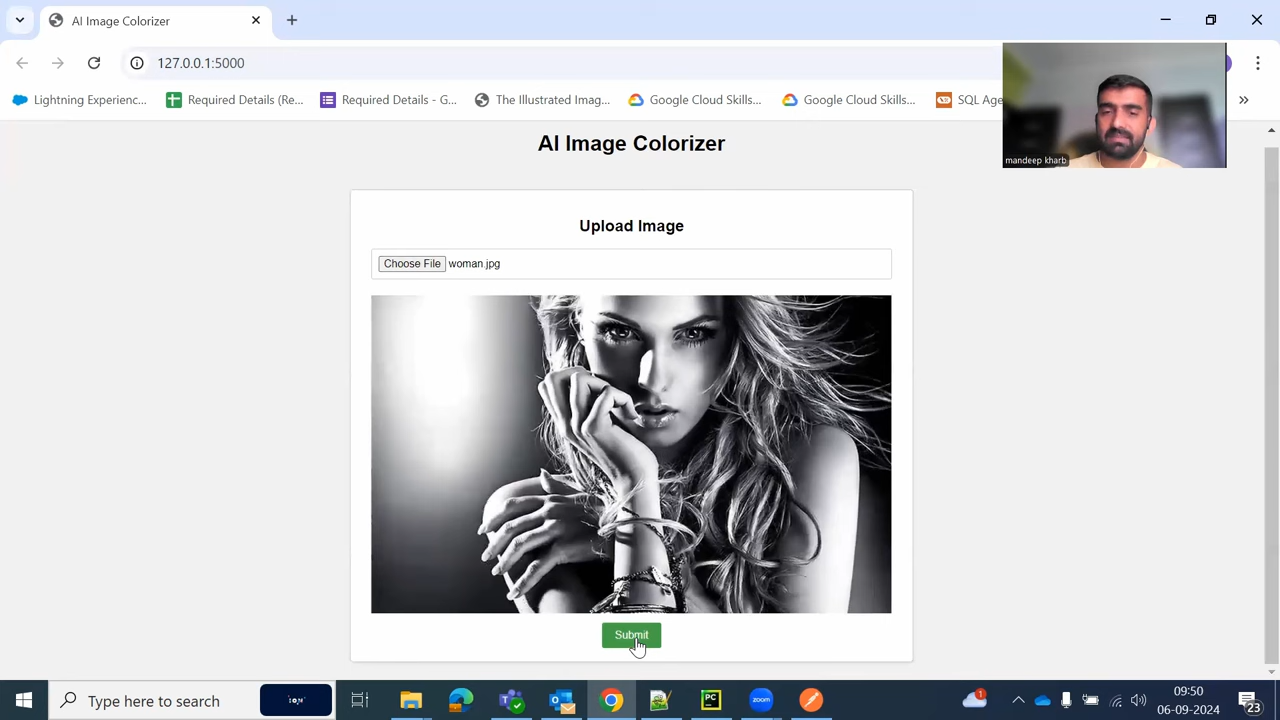 AI Image Colorizer
127.0.0.1:5000
Lightning Experienc...
Required Details (Re...
Required Details - G...
The Illustrated Imag...
Google Cloud Skills...
Google Cloud Skills...
SQL Age
mandeep kharb
AI Image Colorizer
Upload Image
Choose File woman.jpg
Submit
Type here to search
09:50
06-09-2024
1
23